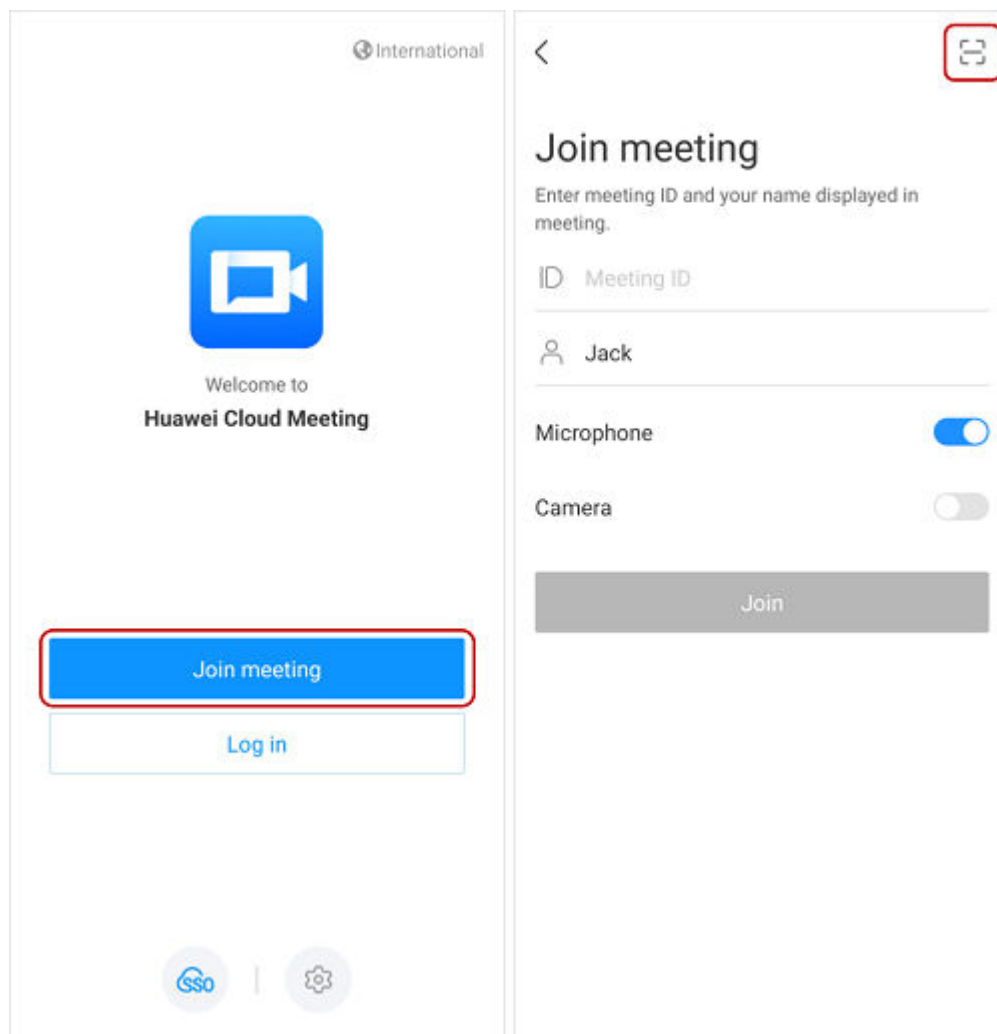 International
Welcome to
Huawei Cloud Meeting
Join meeting
Log in
SSO
Join meeting
Enter meeting ID and your name displayed in
meeting.
ID Meeting ID
Jack
Microphone
Camera
Join